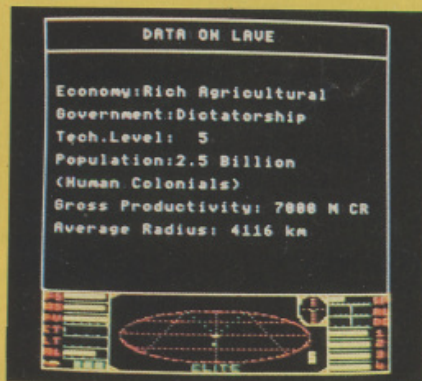 DATA ON LAVE
Economy:Rich Agricultural
Government:Dictatorship
Tech.Level: 5
Population:2.5 Billion
(Human Colonials)
Gross Productivity: 7000 M CR
Average Radius: 4116 km
S
ELITE